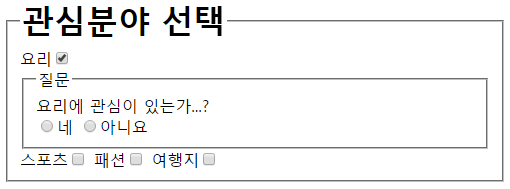 관심분야 선택
요리
질문
요리에 관심이 있는가...?
네 아니요
스포츠 패션 여행지